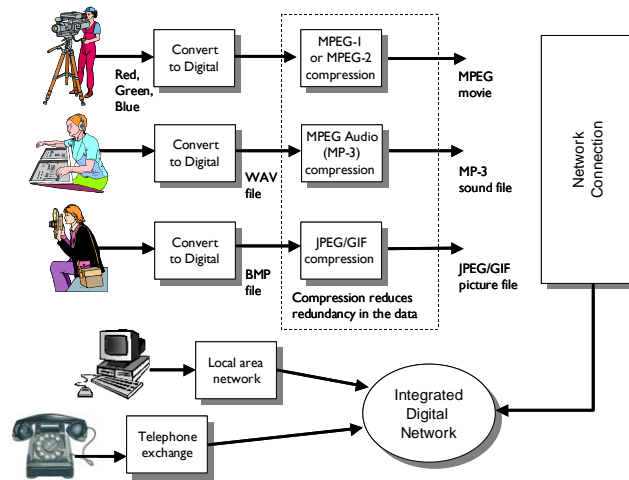 Red,
Green,
Blue
Convert
to Digital
MPEG-1
or MPEG-2
compression
MPEG
movie
Convert
to Digital
WAV
file
MPEG Audio
(MP-3)
compression
MP-3
sound file
Convert
to Digital
BMP
file
JPEG/GIF
compression
JPEG/GIF
picture file
Compression reduces
redundancy in the data
Network
Connection
Local area
network
Telephone
exchange
Integrated
Digital
Network